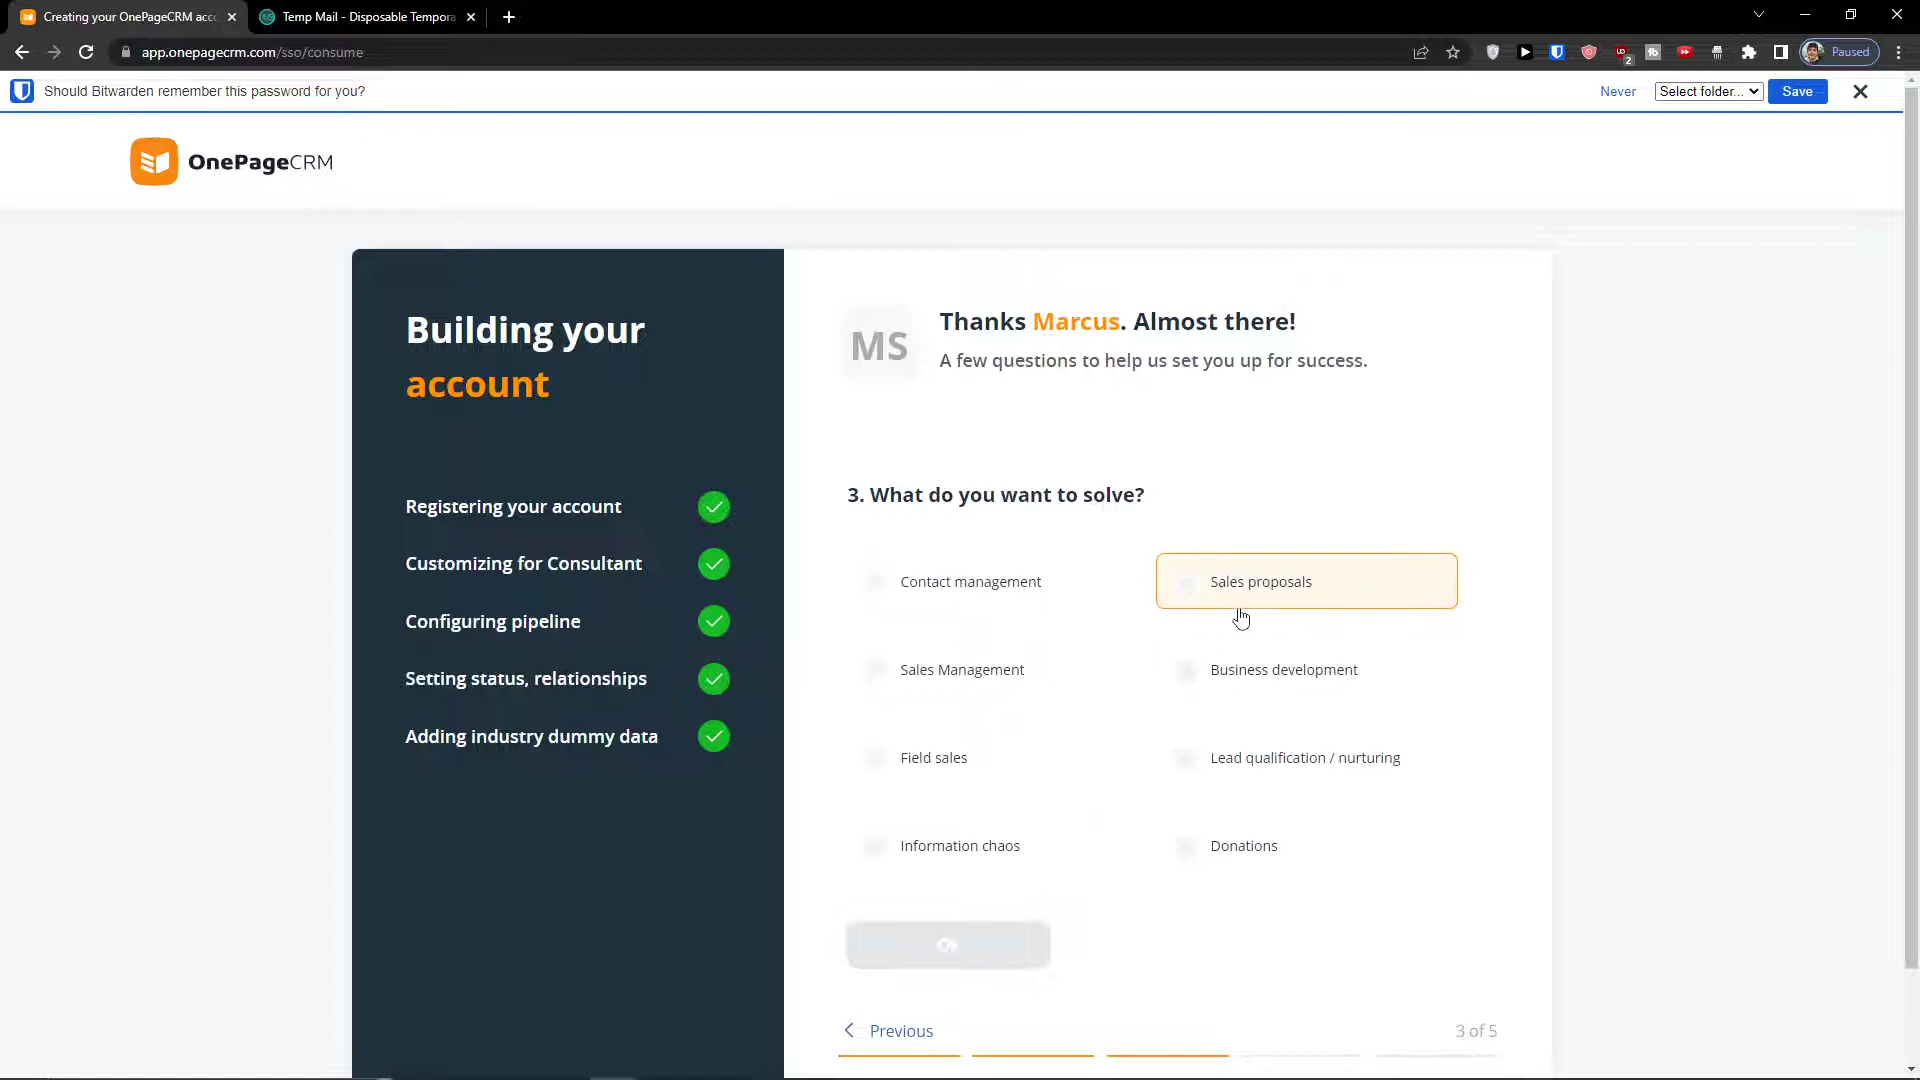 Creating your OnePageCRM acc
Temp Mail - Disposable Tempora
app.onepagecrm.com/sso/consume
2
Paused
Should Bitwarden remember this password for you?
Never
Select folder...
Save
OnePageCRM
Building your
account
Registering your account
Customizing for Consultant
Configuring pipeline
Setting status, relationships
Adding industry dummy data
MS
Thanks Marcus. Almost there!
A few questions to help us set you up for success.
3. What do you want to solve?
Contact management
Sales proposals
Sales Management
Business development
Field sales
Lead qualification / nurturing
Information chaos
Donations
Ok
Previous
3 of 5